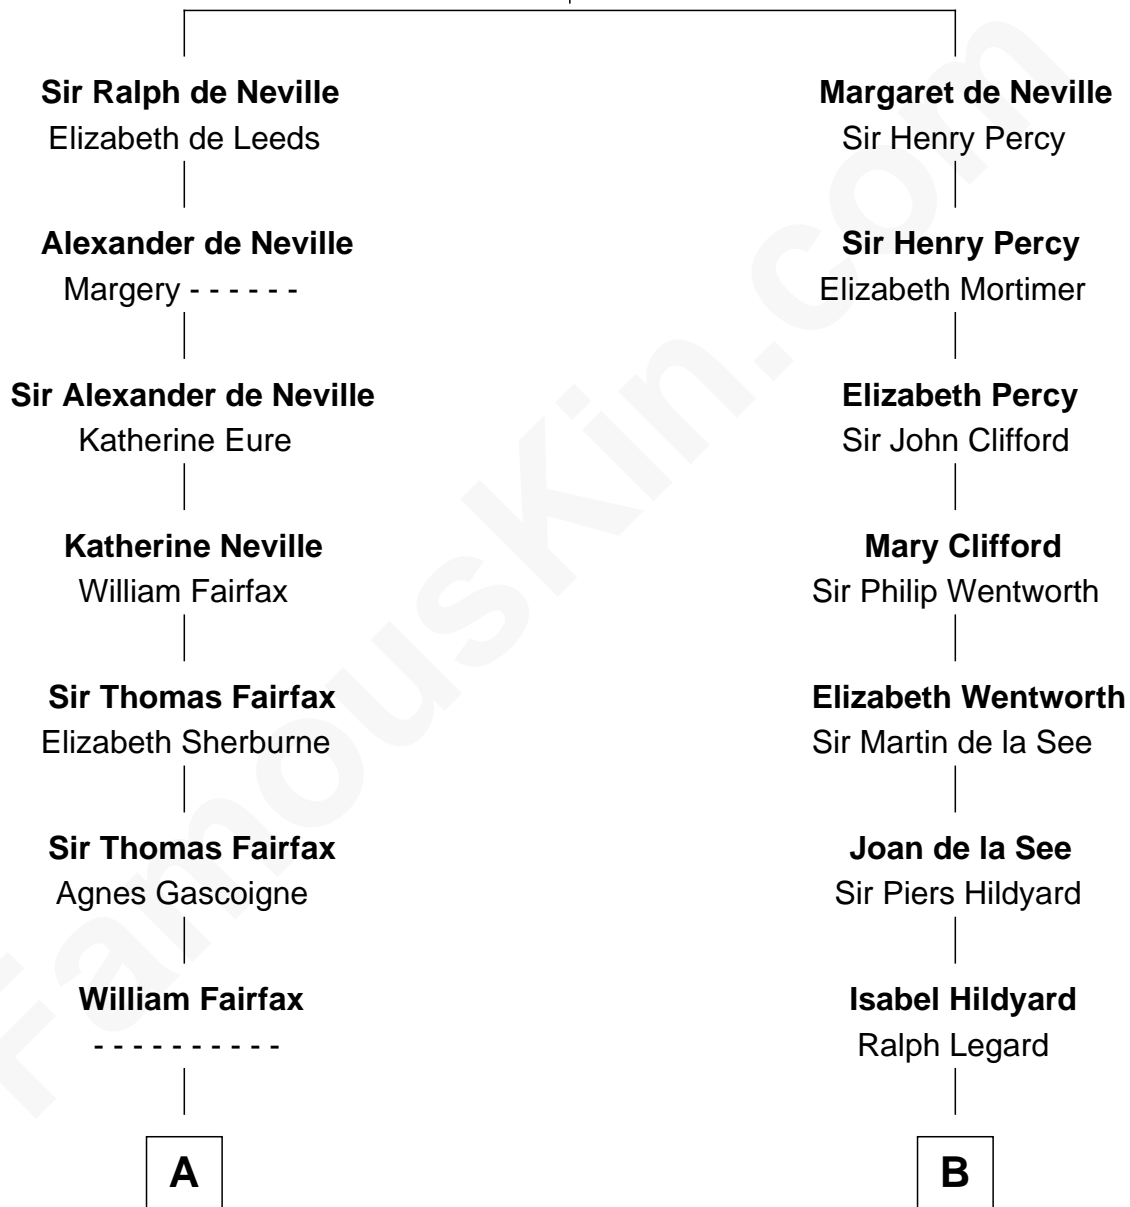 Sir Ralph de Neville
Elizabeth de Leeds
Alexander de Neville
Margery - - - - - -
Sir Alexander de Neville
Katherine Eure
Katherine Neville
William Fairfax
Sir Thomas Fairfax
Elizabeth Sherburne
Sir Thomas Fairfax
Agnes Gascoigne
William Fairfax
- - - - - - - - - -
A
Margaret de Neville
Sir Henry Percy
Sir Henry Percy
Elizabeth Mortimer
Elizabeth Percy
Sir John Clifford
Mary Clifford
Sir Philip Wentworth
Elizabeth Wentworth
Sir Martin de la See
Joan de la See
Sir Piers Hildyard
Isabel Hildyard
Ralph Legard
B
FamousKin.com